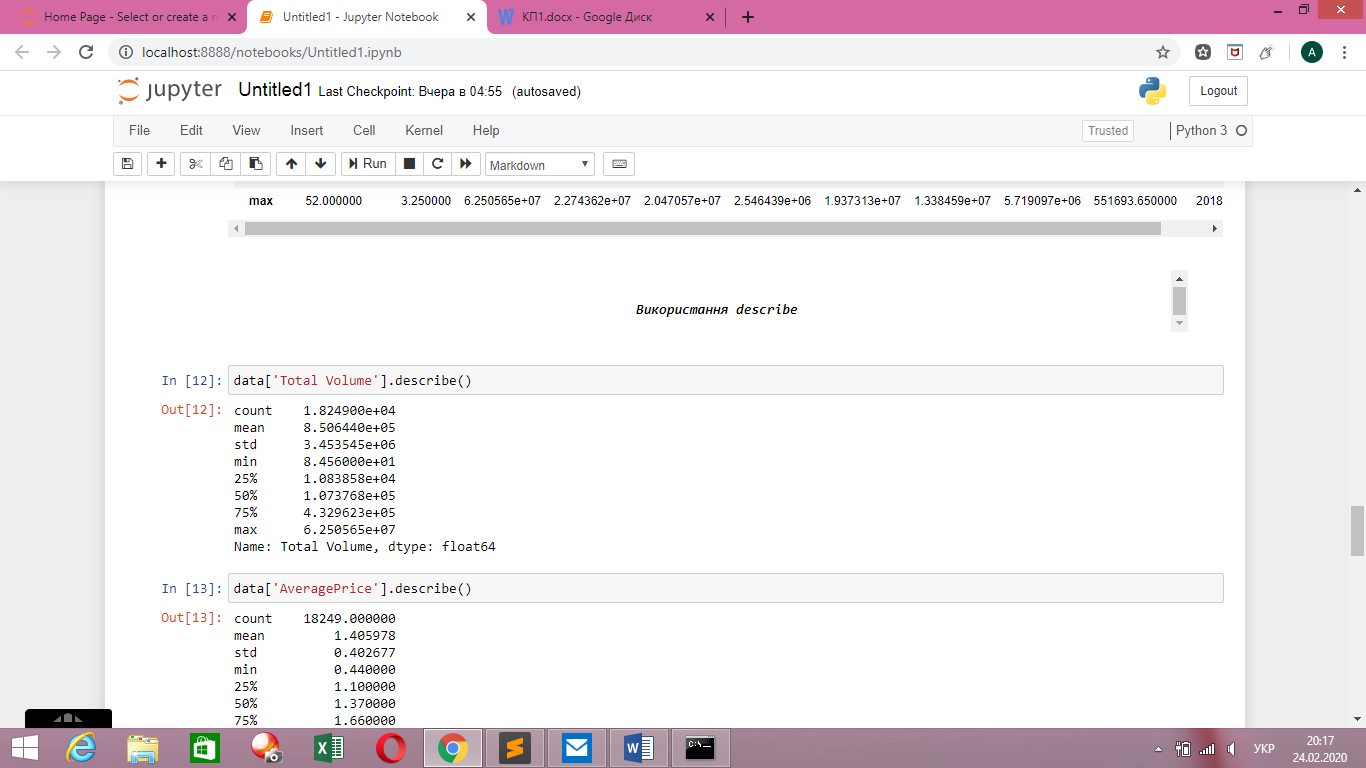 Home Page - Select or create a n
Untitled1 - Jupyter Notebook
КП1.docx - Google Диск
localhost:8888/notebooks/Untitled1.ipynb
A
jupyter Untitled1 Last Checkpoint: Вчера в 04:55 (autosaved)
Logout
File Edit View Insert Cell Kernel Help
Trusted
Python 3
Run
Markdown
max 52.000000 3.250000 6.250565e+07 2.274362e+07 2.047057e+07 2.546439e+06 1.937313e+07 1.338459e+07 5.719097e+06 551693.650000 2018
Використання describe
In [12]: data['Total Volume'].describe()
Out[12]: count 1.824900e+04
mean 8.506440e+05
std 3.453545e+06
min 8.456000e+01
25% 1.083858e+04
50% 1.073768e+05
75% 4.329623e+05
max 6.250565e+07
Name: Total Volume, dtype: float64
In [13]: data['AveragePrice'].describe()
Out[13]: count 18249.000000
mean 1.405978
std 0.402677
min 0.440000
25% 1.100000
50% 1.370000
75% 1.660000
УКР
20:17
24.02.2020